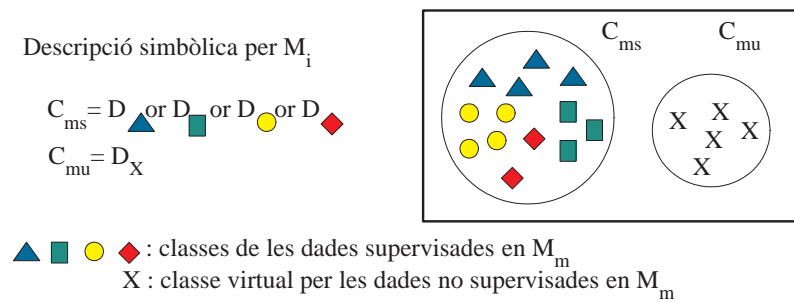 Descripció simbòlica per M_i
C_ms = D or D or D or D
C_mu = D_X
C_ms C_mu
X X X X X
: classes de les dades supervisades en M_m
X : classe virtual per les dades no supervisades en M_m